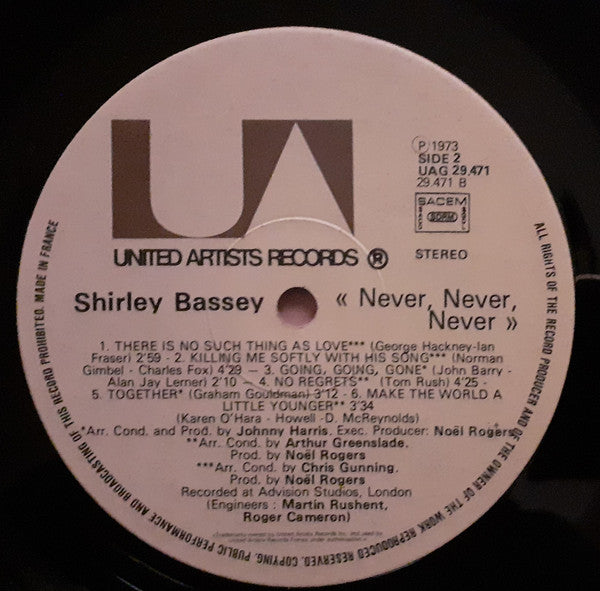 UA
℗ 1973
SIDE 2
UAG 29.471
29.471 B
SACEM
SDRM
STEREO
UNITED ARTISTS RECORDS ®
Shirley Bassey
« Never, Never,
Never »
1. THERE IS NO SUCH THING AS LOVE*** (George Hackney-Ian
Fraser) 2'59 - 2. KILLING ME SOFTLY WITH HIS SONG*** (Norman
Gimbel - Charles Fox) 4'29 - 3. GOING, GOING, GONE* (John Barry -
Alan Jay Lerner) 2'10 - 4. NO REGRETS** (Tom Rush) 4'25 -
5. TOGETHER* (Graham Gouldman) 3'12 - 6. MAKE THE WORLD A
LITTLE YOUNGER** 3'34
(Karen O'Hara - Howell - D. McReynolds)
*Arr. Cond. and Prod. by Johnny Harris. Exec. Producer: Noël Rogers
**Arr. Cond. by Arthur Greenslade.
Prod. by Noël Rogers
***Arr. Cond. by Chris Gunning.
Prod. by Noël Rogers
Recorded at Advision Studios, London
(Engineers : Martin Rushent,
Roger Cameron)
ALL RIGHTS OF THE RECORD PRODUCER AND OF THE OWNER OF THE WORK REPRODUCED RESERVED. COPYING, PUBLIC PERFORMANCE AND BROADCASTING OF THIS RECORD PROHIBITED. MADE IN FRANCE